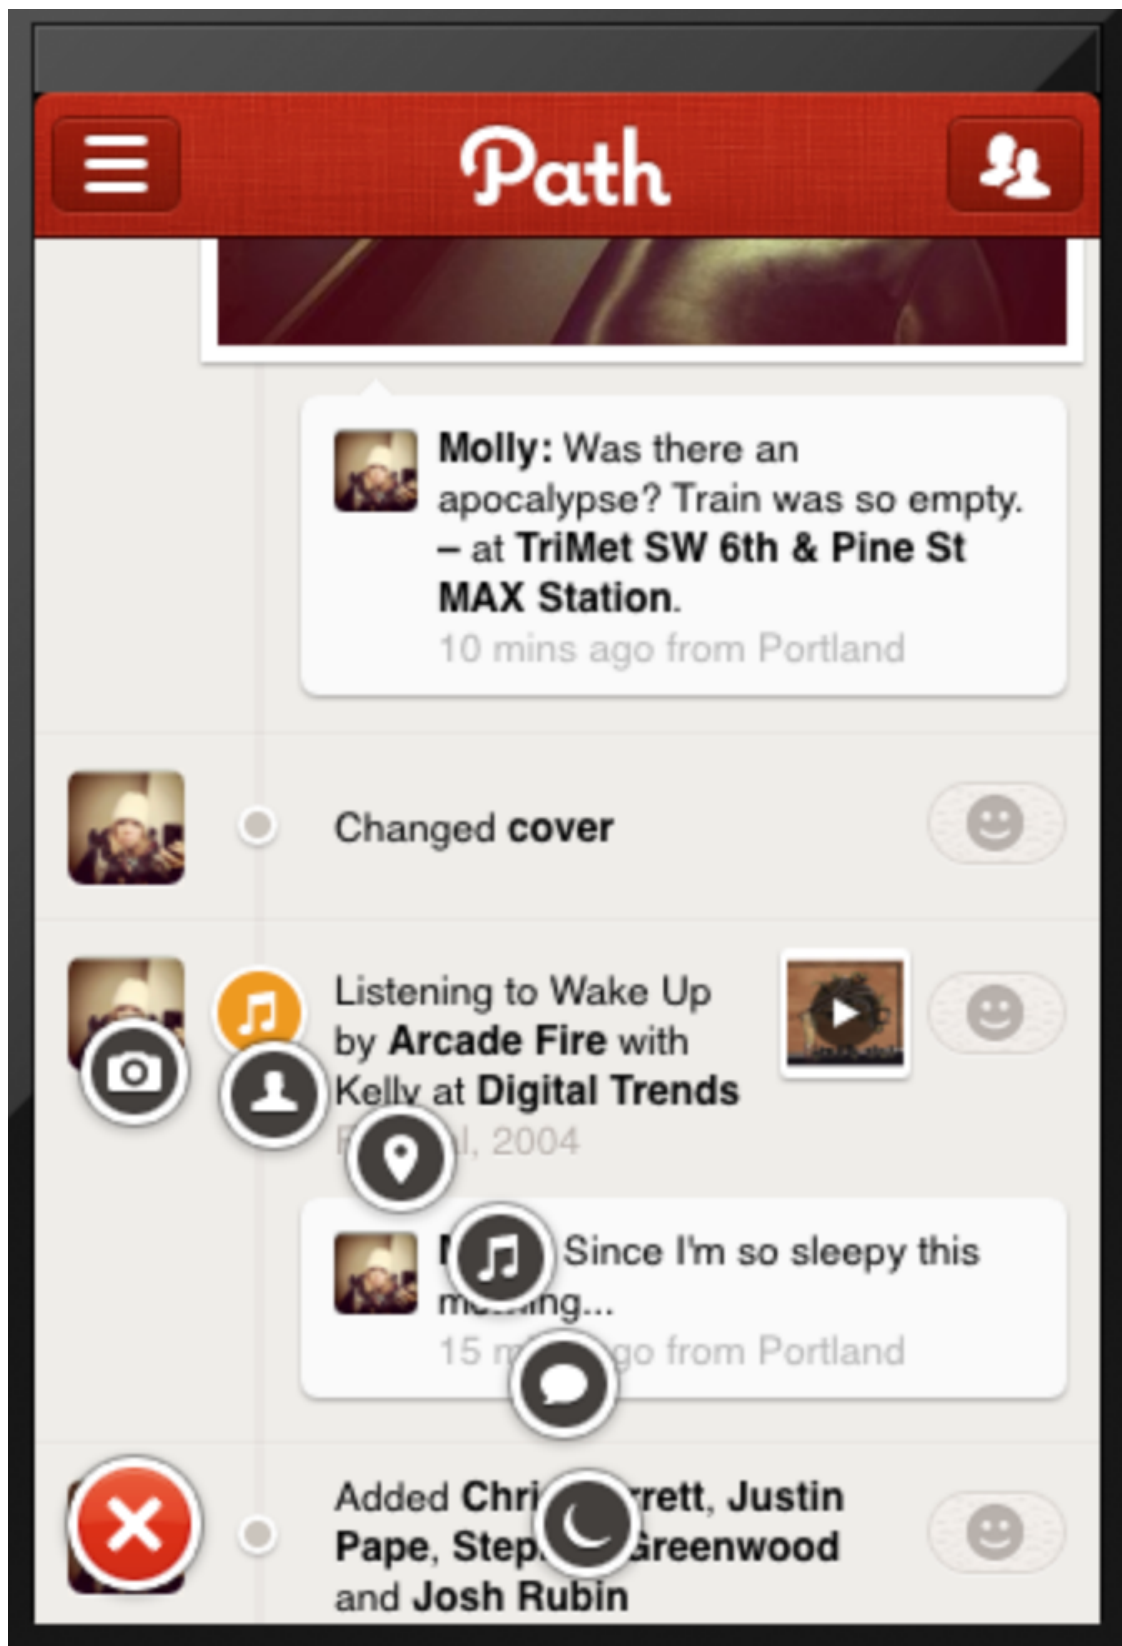 Path
Molly: Was there an
apocalypse? Train was so empty.
– at TriMet SW 6th & Pine St
MAX Station.
10 mins ago from Portland
Changed cover
Listening to Wake Up
by Arcade Fire with
Kelly at Digital Trends
2004
Since I'm so sleepy this
morning...
15 ago from Portland
Added Justin
Pape, Greenwood
and Josh Rubin